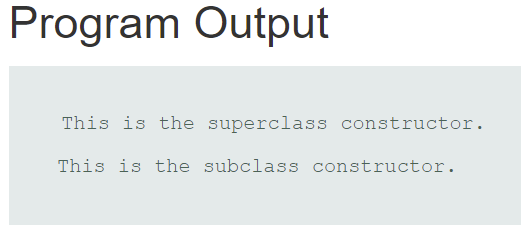 Program Output
This is the superclass constructor.
This is the subclass constructor.